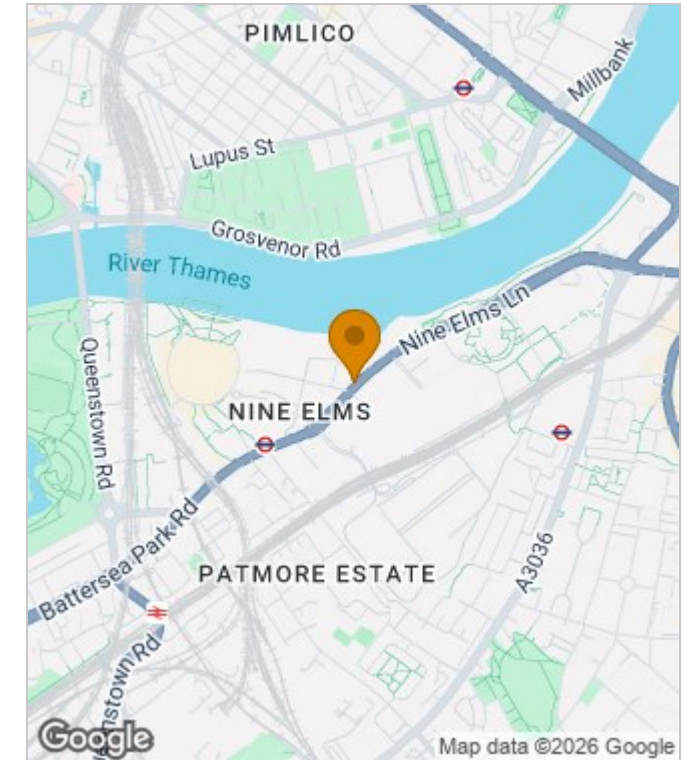 PIMLICO
Millbank
Lupus St
Grosvenor Rd
River Thames
Nine Elms Ln
Queenstown Rd
NINE ELMS
Battersea Park Rd
A3036
PATMORE ESTATE
enstown Rd
Google
Map data ©2026 Google